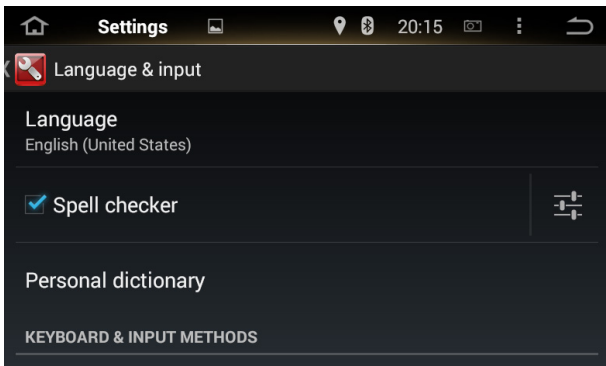 Settings 20:15
Language & input
Language
English (United States)
Spell checker
Personal dictionary
KEYBOARD & INPUT METHODS